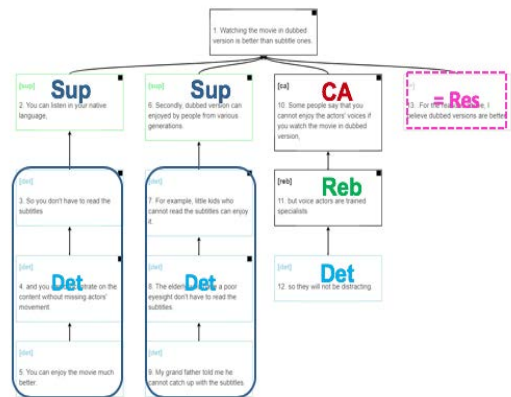 1. Watching the movie in dubbed
version is better than subtitle ones.
[sup]
Sup
2. You can listen in your native
language,
[sup]
Sup
6. Secondly, dubbed version can
enjoyed by people from various
generations.
[ca]
CA
10. Some people say that you
cannot enjoy the actors' voices if
you watch the movie in dubbed
version,
= Res
13. For the
believe dubbed versions are better
[det]
3. So you don't have to read the
subtitles
[det]
7. For example, little kids who
cannot read the subtitles can enjoy
it.
[reb]
Reb
11. but voice actors are trained
specialists
[det]
Det
4. and you on the
content without missing actors'
movement
[det]
Det
8. The elderly poor
eyesight don't have to read the
subtitles.
[det]
Det
12. so they will not be distracting.
[det]
5. You can enjoy the movie much
better.
[det]
9. My grand father told me he
cannot catch up with the subtitles.